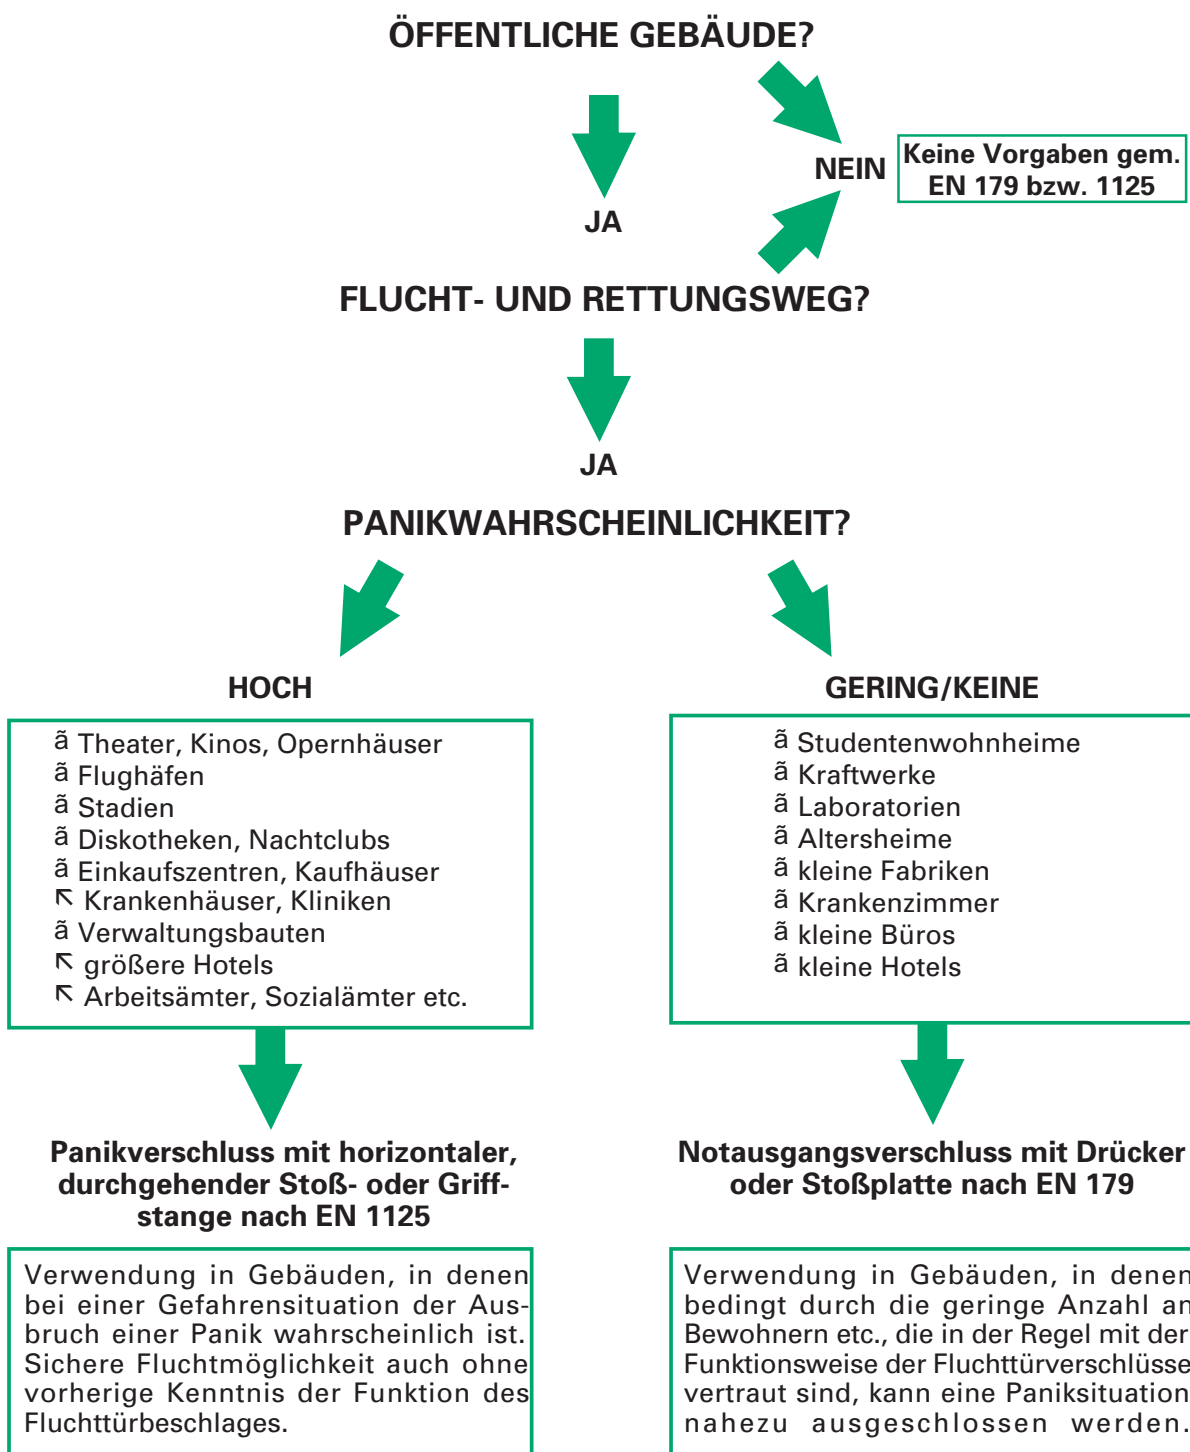 ÖFFENTLICHE GEBÄUDE?
NEIN
Keine Vorgaben gem.
EN 179 bzw. 1125
JA
FLUCHT- UND RETTUNGSWEG?
JA
PANIKWAHRSCHEINLICHKEIT?
HOCH
ã Theater, Kinos, Opernhäuser
ã Flughäfen
ã Stadien
ã Diskotheken, Nachtclubs
ã Einkaufszentren, Kaufhäuser
↖ Krankenhäuser, Kliniken
ã Verwaltungsbauten
↖ größere Hotels
↖ Arbeitsämter, Sozialämter etc.
Panikverschluss mit horizontaler,
durchgehender Stoß- oder Griff-
stange nach EN 1125
Verwendung in Gebäuden, in denen
bei einer Gefahrensituation der Aus-
bruch einer Panik wahrscheinlich ist.
Sichere Fluchtmöglichkeit auch ohne
vorherige Kenntnis der Funktion des
Fluchttürbeschlages.
GERING/KEINE
ã Studentenwohnheime
ã Kraftwerke
ã Laboratorien
ã Altersheime
ã kleine Fabriken
ã Krankenzimmer
ã kleine Büros
ã kleine Hotels
Notausgangsverschluss mit Drücker
oder Stoßplatte nach EN 179
Verwendung in Gebäuden, in denen
bedingt durch die geringe Anzahl an
Bewohnern etc., die in der Regel mit der
Funktionsweise der Fluchttürverschlüsse
vertraut sind, kann eine Paniksituation
nahezu ausgeschlossen werden.